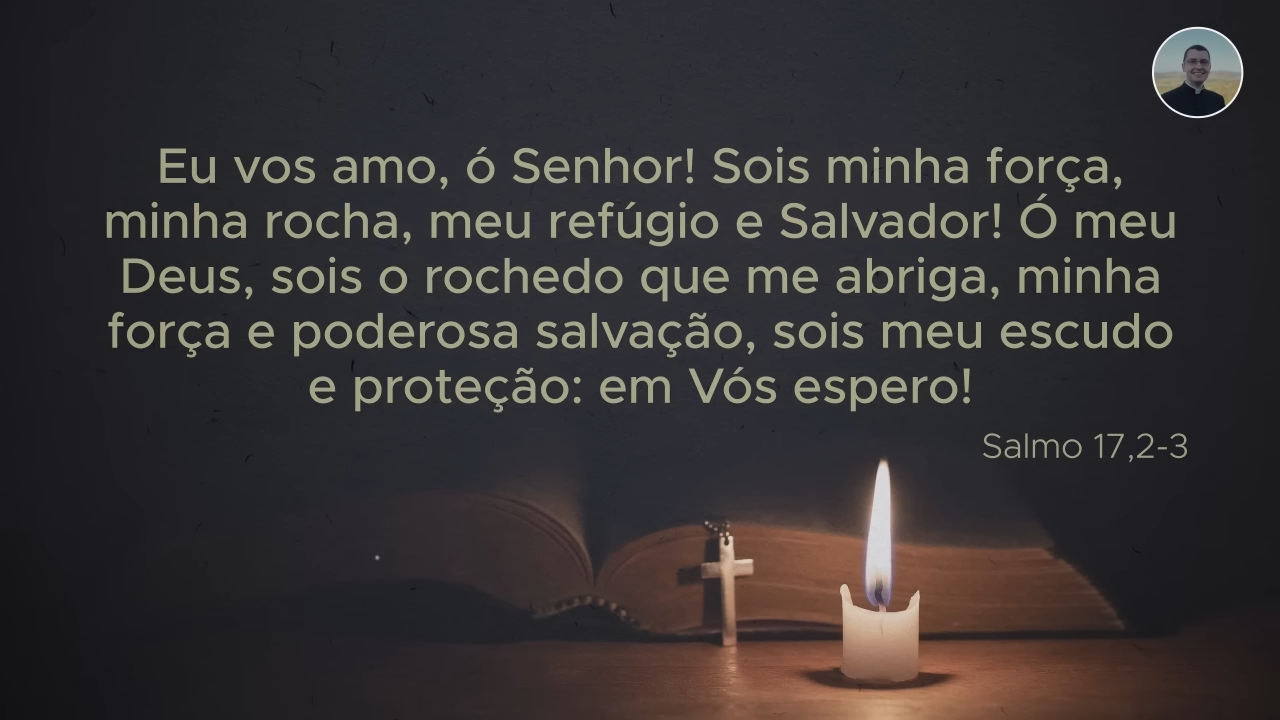 Eu vos amo, ó Senhor! Sois minha força,
minha rocha, meu refúgio e Salvador! Ó meu
Deus, sois o rochedo que me abriga, minha
força e poderosa salvação, sois meu escudo
e proteção: em Vós espero!
Salmo 17,2-3